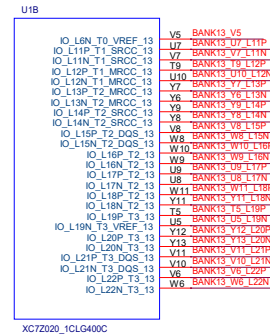 U1B
IO_L6N_T0_VREF_13 V5 BANK13_V5
IO_L11P_T1_SRCC_13 U7 BANK13_U7_L11P
IO_L11N_T1_SRCC_13 V7 BANK13_V7_L11N
IO_L12P_T1_MRCC_13 T9 BANK13_T9_L12P
IO_L12N_T1_MRCC_13 U10 BANK13_U10_L12N
IO_L13P_T2_MRCC_13 Y7 BANK13_Y7_L13P
IO_L13N_T2_MRCC_13 Y6 BANK13_Y6_L13N
IO_L14P_T2_SRCC_13 Y9 BANK13_Y9_L14P
IO_L14N_T2_SRCC_13 Y8 BANK13_Y8_L14N
IO_L15P_T2_DQS_13 V8 BANK13_V8_L15P
IO_L15N_T2_DQS_13 W8 BANK13_W8_L15N
IO_L16P_T2_13 W10 BANK13_W10_L16P
IO_L16N_T2_13 W9 BANK13_W9_L16N
IO_L17P_T2_13 U9 BANK13_U9_L17P
IO_L17N_T2_13 U8 BANK13_U8_L17N
IO_L18P_T2_13 W11 BANK13_W11_L18P
IO_L18N_T2_13 Y11 BANK13_Y11_L18N
IO_L19P_T3_13 T5 BANK13_T5_L19P
IO_L19N_T3_VREF_13 U5 BANK13_U5_L19N
IO_L20P_T3_13 Y12 BANK13_Y12_L20P
IO_L20N_T3_13 Y13 BANK13_Y13_L20N
IO_L21P_T3_DQS_13 V11 BANK13_V11_L21P
IO_L21N_T3_DQS_13 V10 BANK13_V10_L21N
IO_L22P_T3_13 V6 BANK13_V6_L22P
IO_L22N_T3_13 W6 BANK13_W6_L22N
XC7Z020_1CLG400C